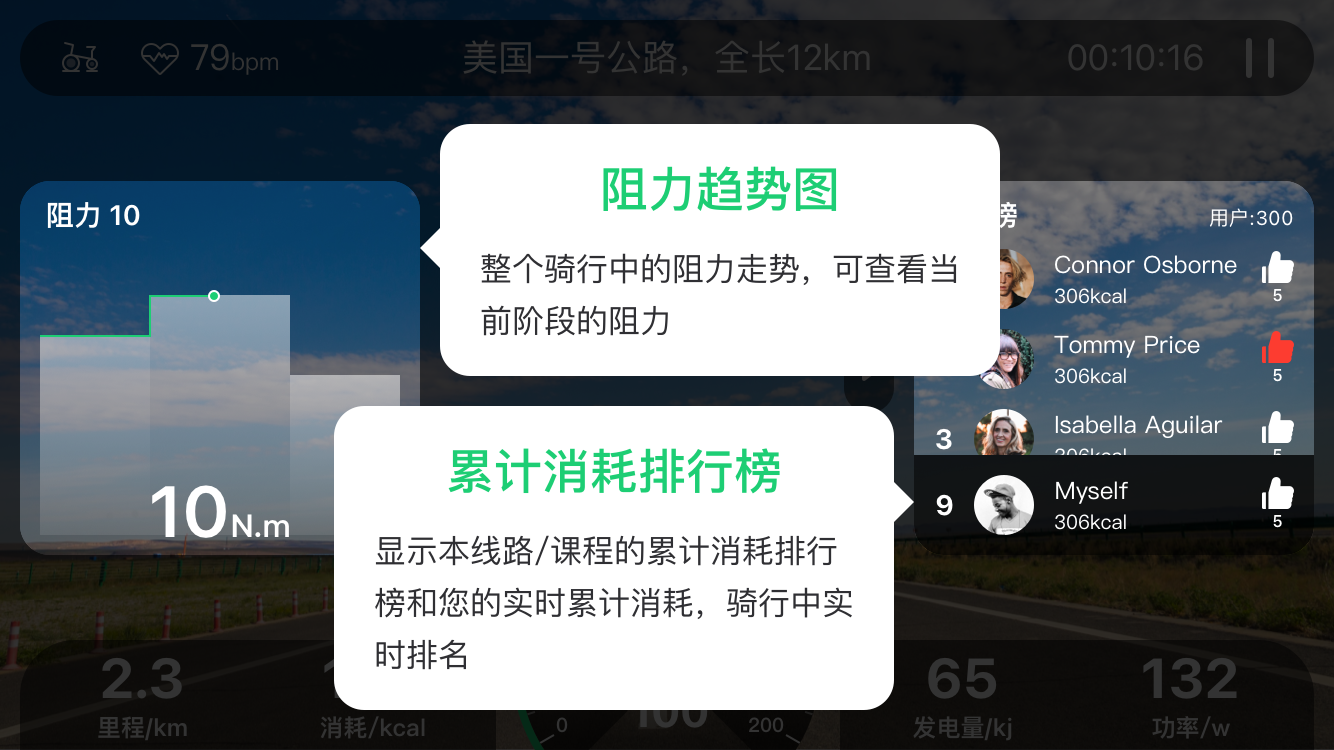 79bpm
美国一号公路，全长12km
00:10:16
阻力 10
10N.m
阻力趋势图
整个骑行中的阻力走势，可查看当
前阶段的阻力
榜
用户:300
Connor Osborne
306kcal
5
Tommy Price
306kcal
5
3
Isabella Aguilar
306kcal
5
9
Myself
306kcal
5
累计消耗排行榜
显示本线路/课程的累计消耗排行
榜和您的实时累计消耗，骑行中实
时排名
2.3
里程/km
消耗/kcal
0
100
200
65
发电量/kj
132
功率/w